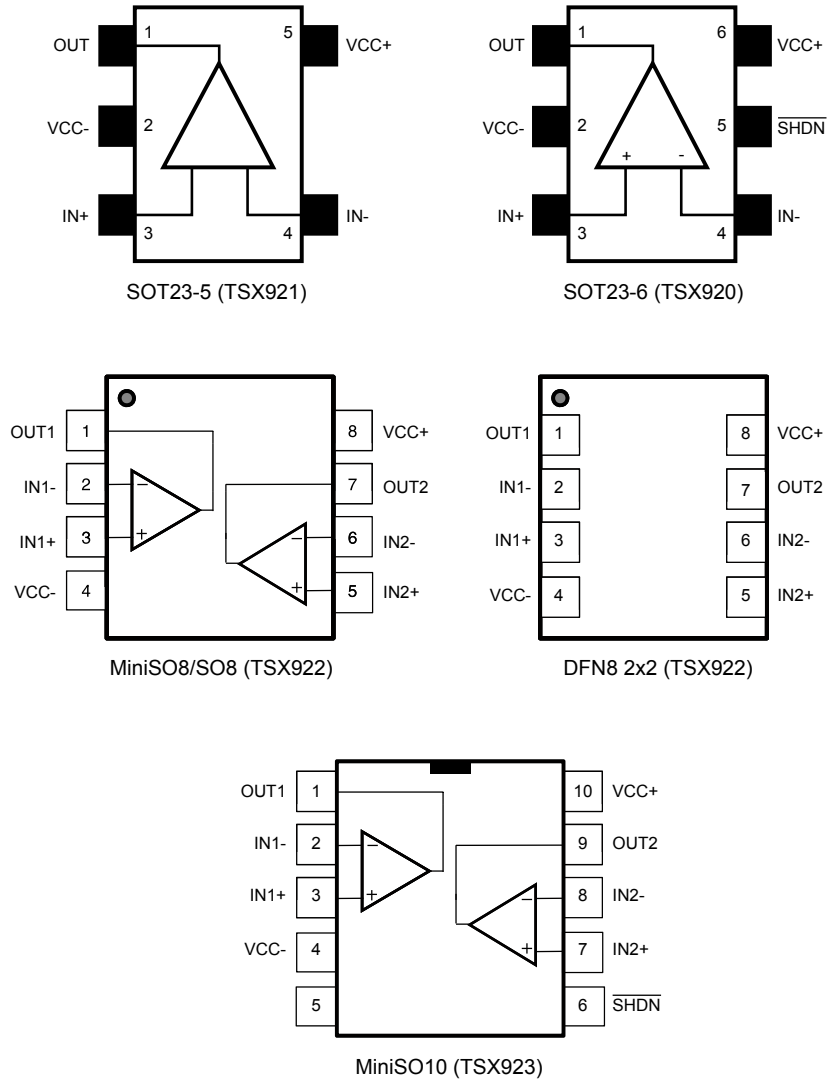 OUT 1 5 VCC+
VCC- 2
IN+ 3 4 IN-
SOT23-5 (TSX921)
OUT 1 6 VCC+
VCC- 2 5 SHDN
+ -
IN+ 3 4 IN-
SOT23-6 (TSX920)
OUT1 1 8 VCC+
IN1- 2 − 7 OUT2
IN1+ 3 + − 6 IN2-
VCC- 4 + 5 IN2+
MiniSO8/SO8 (TSX922)
OUT1 1 8 VCC+
IN1- 2 7 OUT2
IN1+ 3 6 IN2-
VCC- 4 5 IN2+
DFN8 2x2 (TSX922)
OUT1 1 10 VCC+
IN1- 2 − 9 OUT2
IN1+ 3 + − 8 IN2-
VCC- 4 + 7 IN2+
5 6 SHDN
MiniSO10 (TSX923)